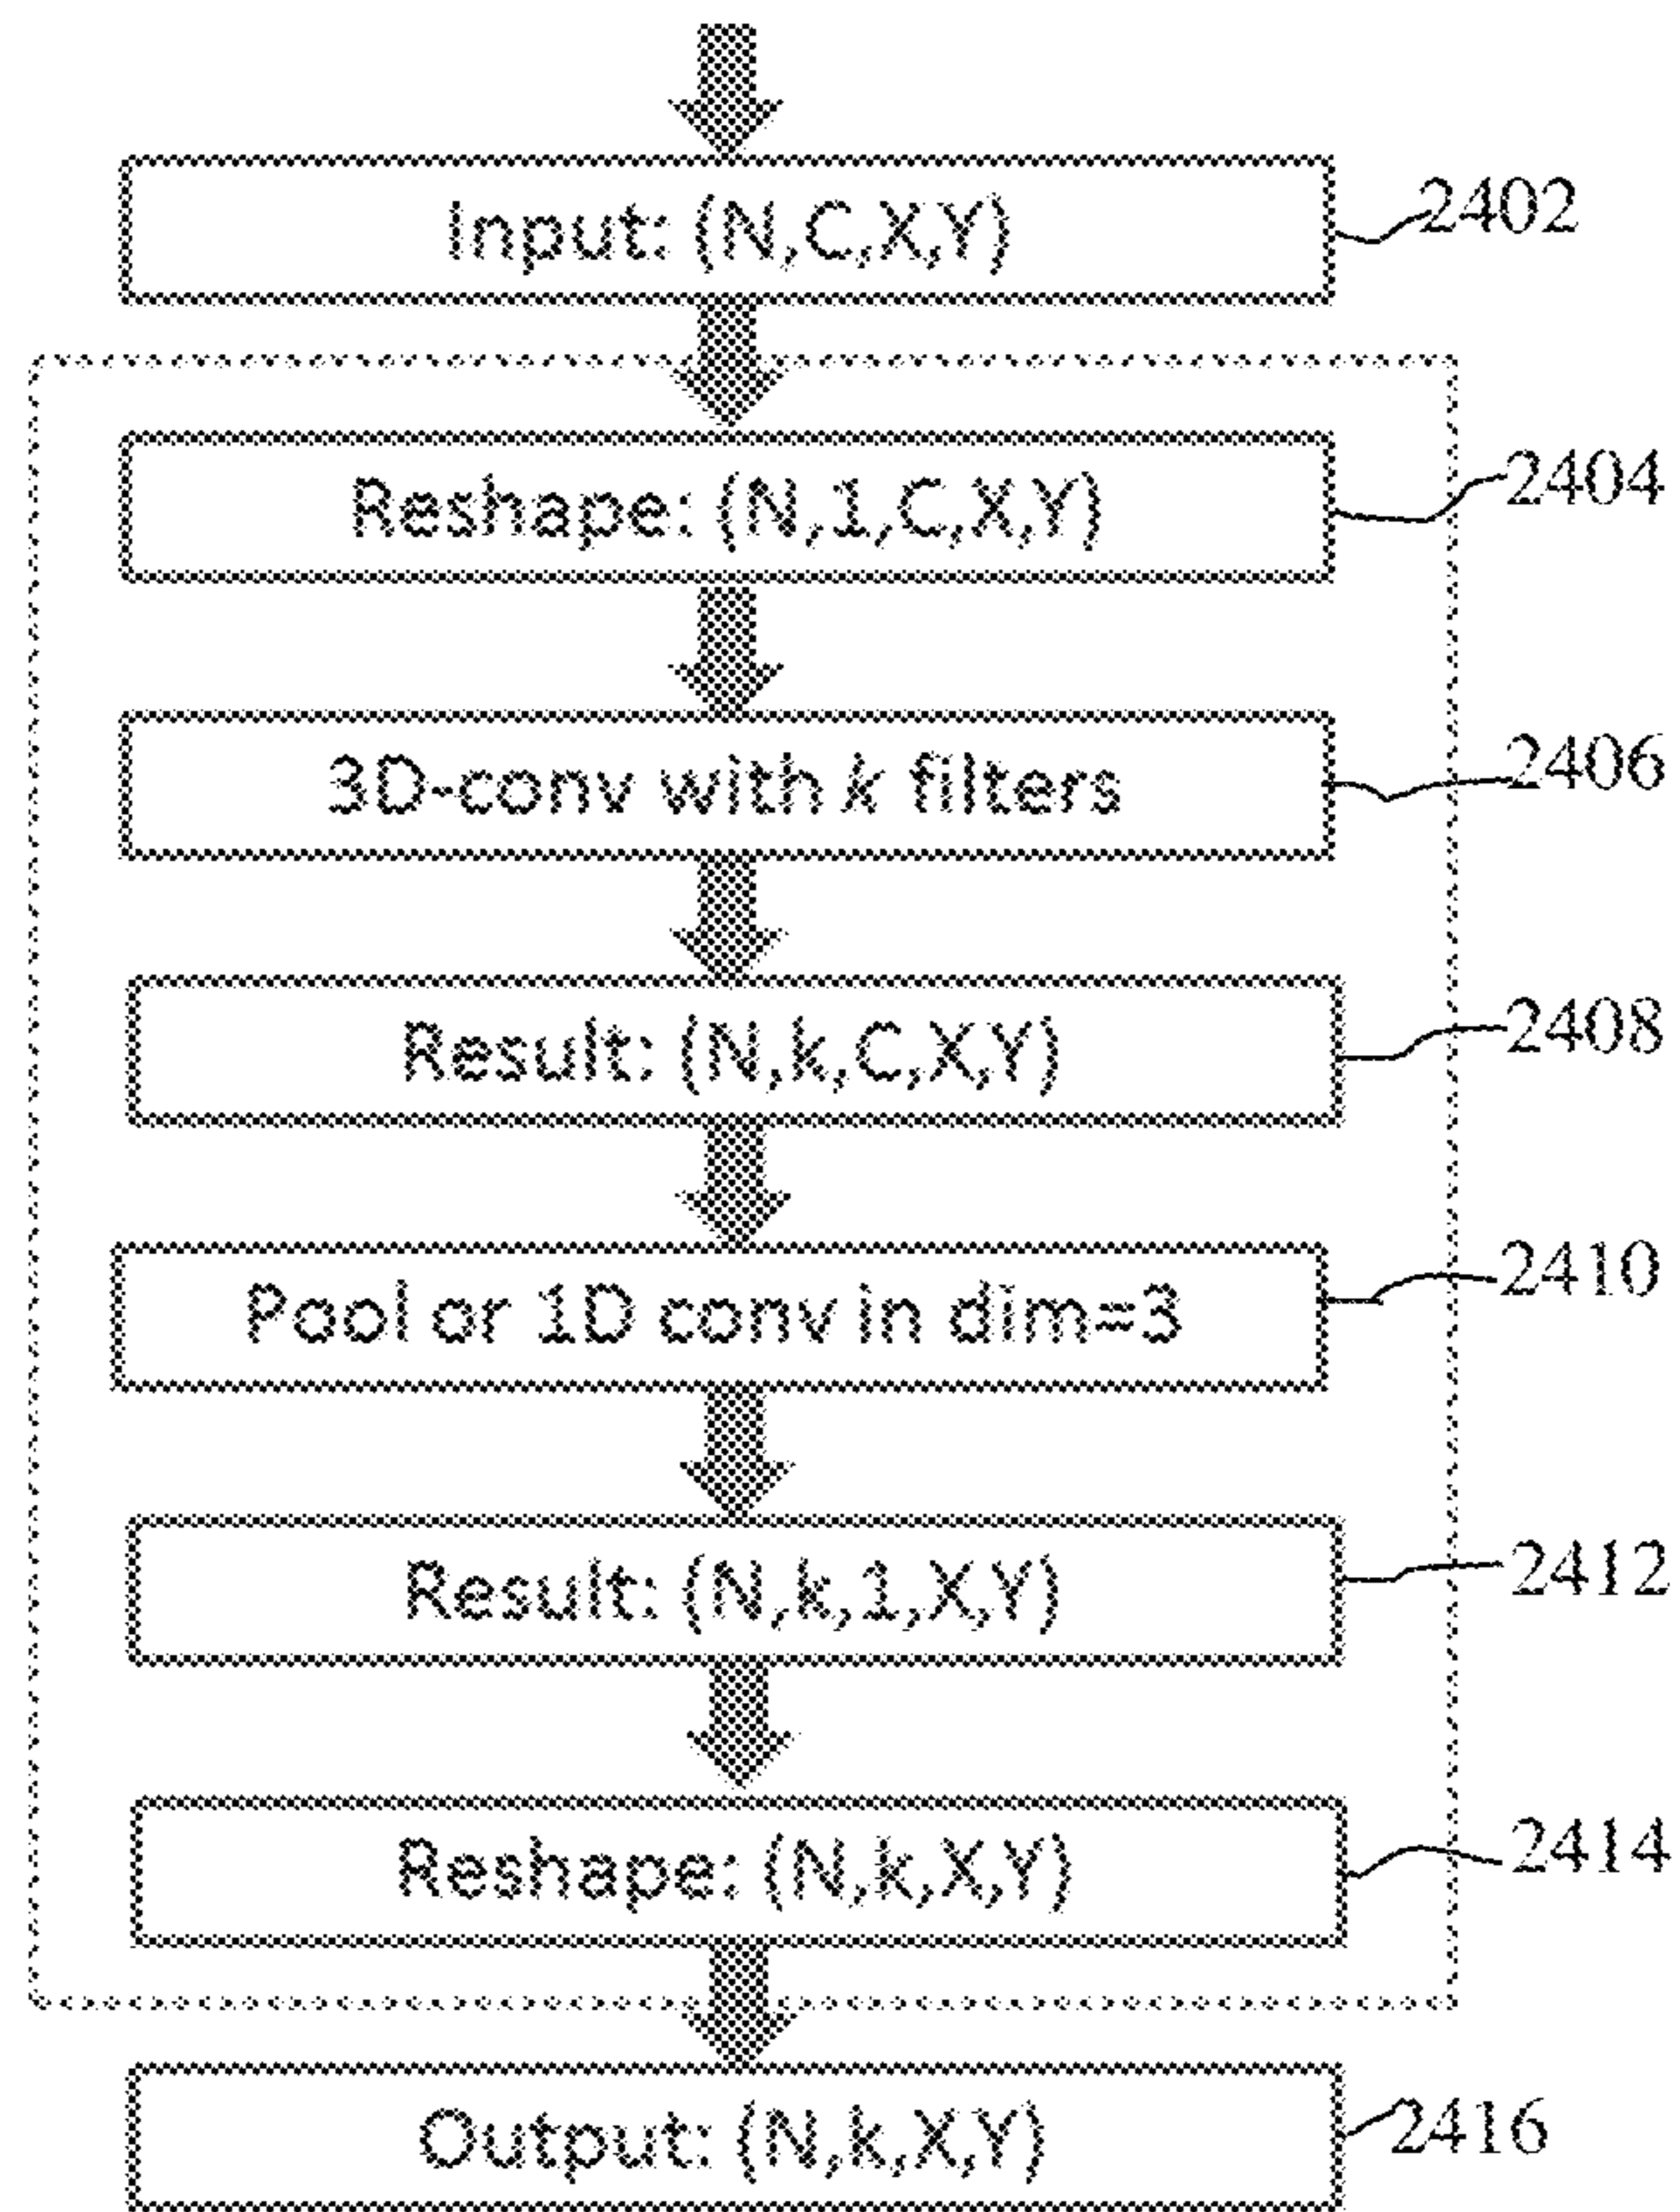 Input: (N,C,X,Y) 2402
Reshape: (N,1,C,X,Y) 2404
3D-conv with k filters 2406
Result: (N,k,C,X,Y) 2408
Pool or 1D conv in dim=3 2410
Result: (N,k,1,X,Y) 2412
Reshape: (N,k,X,Y) 2414
Output: (N,k,X,Y) 2416